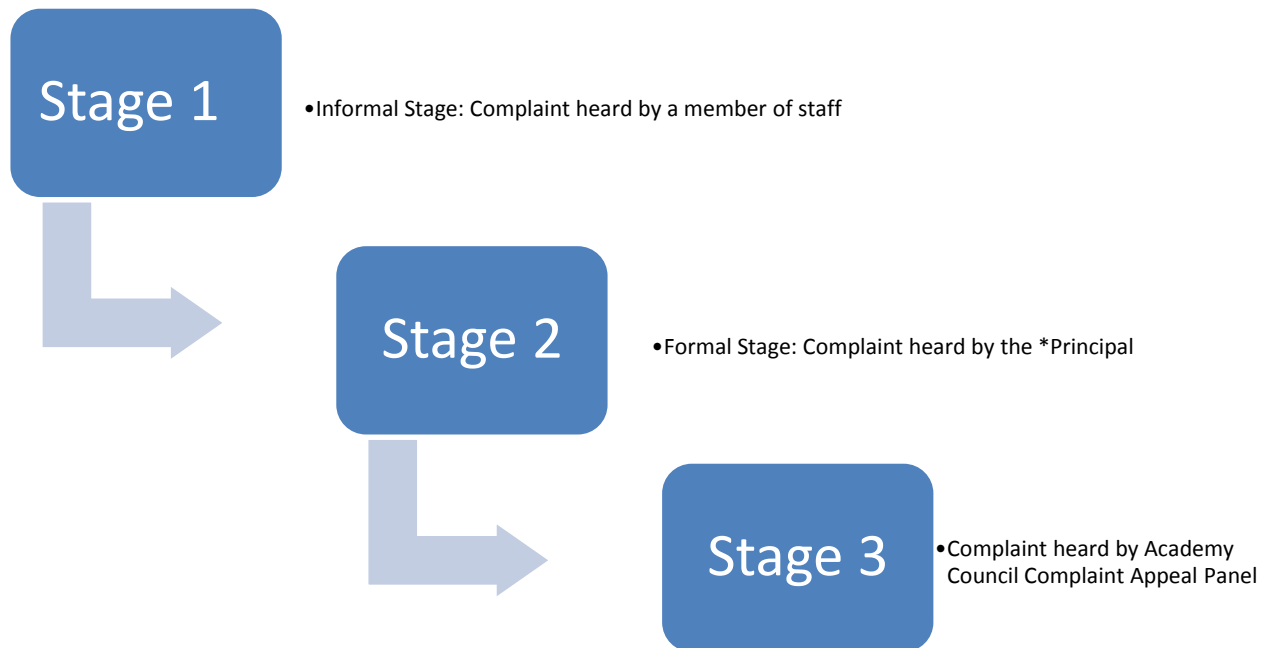 Stage 1
•Informal Stage: Complaint heard by a member of staff
Stage 2
•Formal Stage: Complaint heard by the *Principal
Stage 3
•Complaint heard by Academy
Council Complaint Appeal Panel